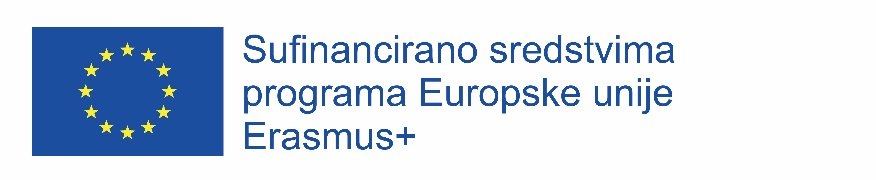 Sufinancirano sredstvima
programa Europske unije
Erasmus+